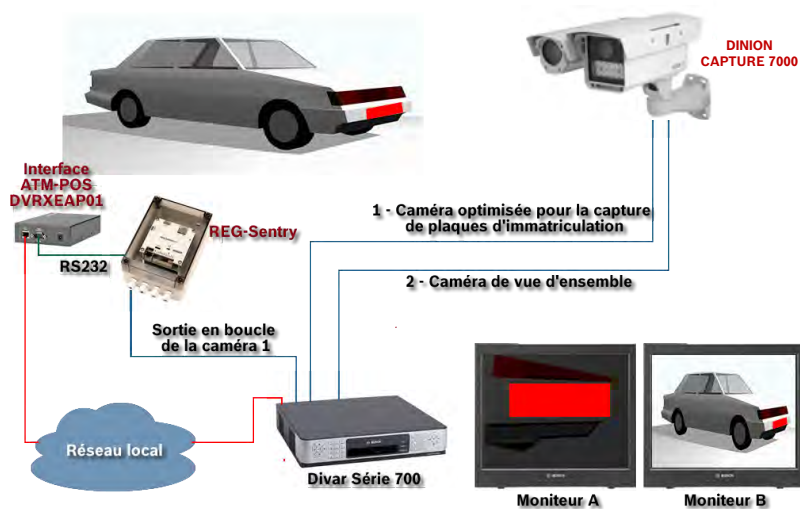 DINION
CAPTURE 7000
Interface
ATM-POS
DVRXEAP01
REG-Sentry
RS232
1 - Caméra optimisée pour la capture
de plaques d'immatriculation
2 - Caméra de vue d'ensemble
Sortie en boucle
de la caméra 1
Réseau local
Divar Série 700
BOSCH
BOSCH
Moniteur A
Moniteur B